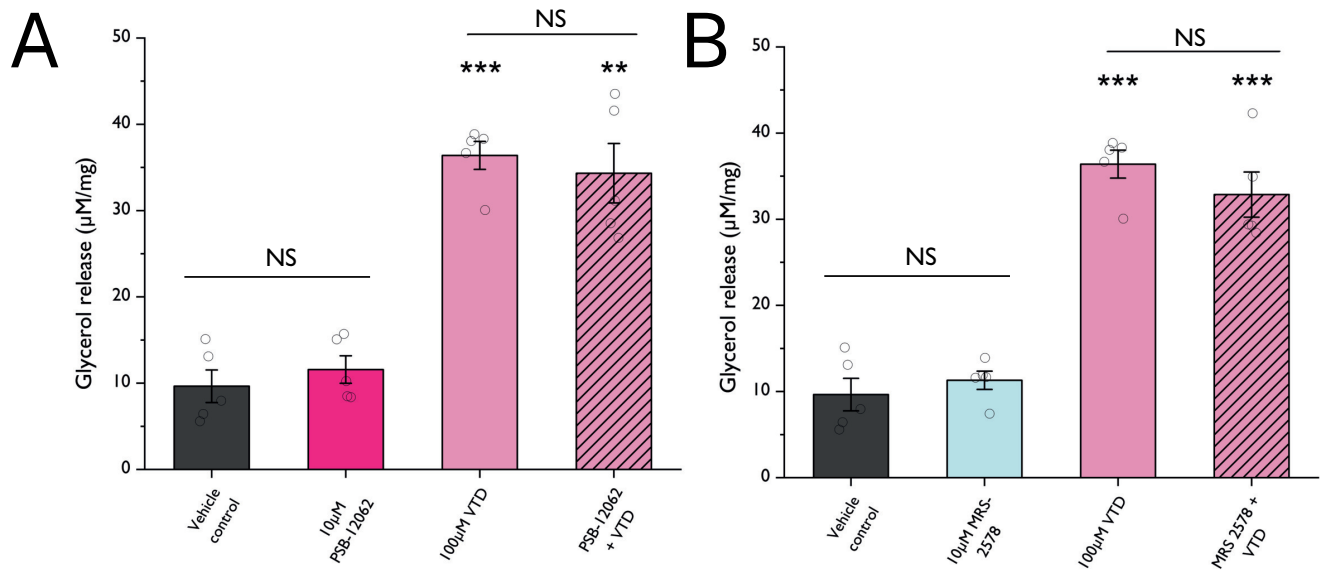 A
NS
***
**
NS
Glycerol release (µM/mg)
50
40
30
20
10
0
Vehicle
control
10µM
PSB-12062
100µM VTD
PSB-12062
+ VTD
B
NS
***
***
NS
Glycerol release (µM/mg)
50
40
30
20
10
0
Vehicle
control
10µM MRS-
2578
100µM VTD
MRS 2578 +
VTD